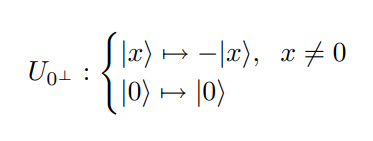 U_{0^⊥} : { |x⟩ ↦ −|x⟩, x ≠ 0
|0⟩ ↦ |0⟩